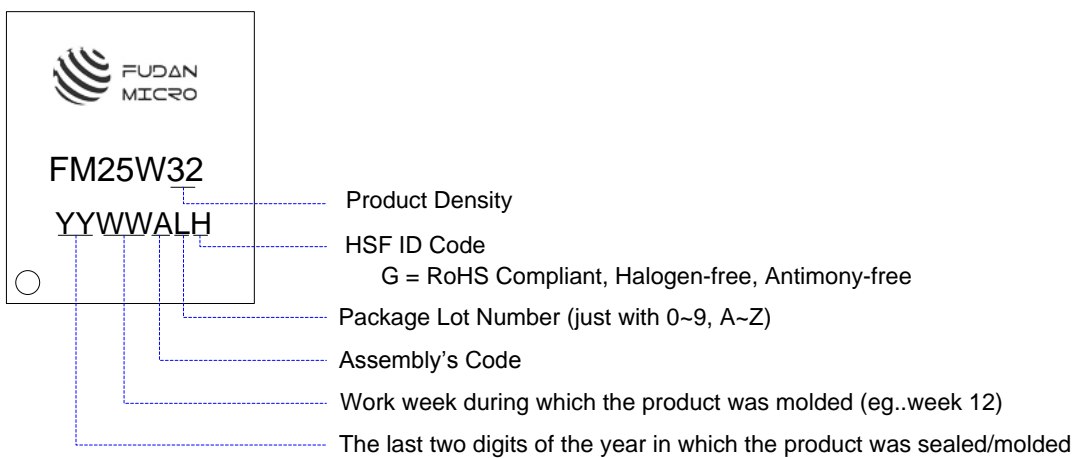 FUDAN
MICRO
FM25W32
YYWWALH
Product Density
HSF ID Code
G = RoHS Compliant, Halogen-free, Antimony-free
Package Lot Number (just with 0~9, A~Z)
Assembly’s Code
Work week during which the product was molded (eg..week 12)
The last two digits of the year in which the product was sealed/molded